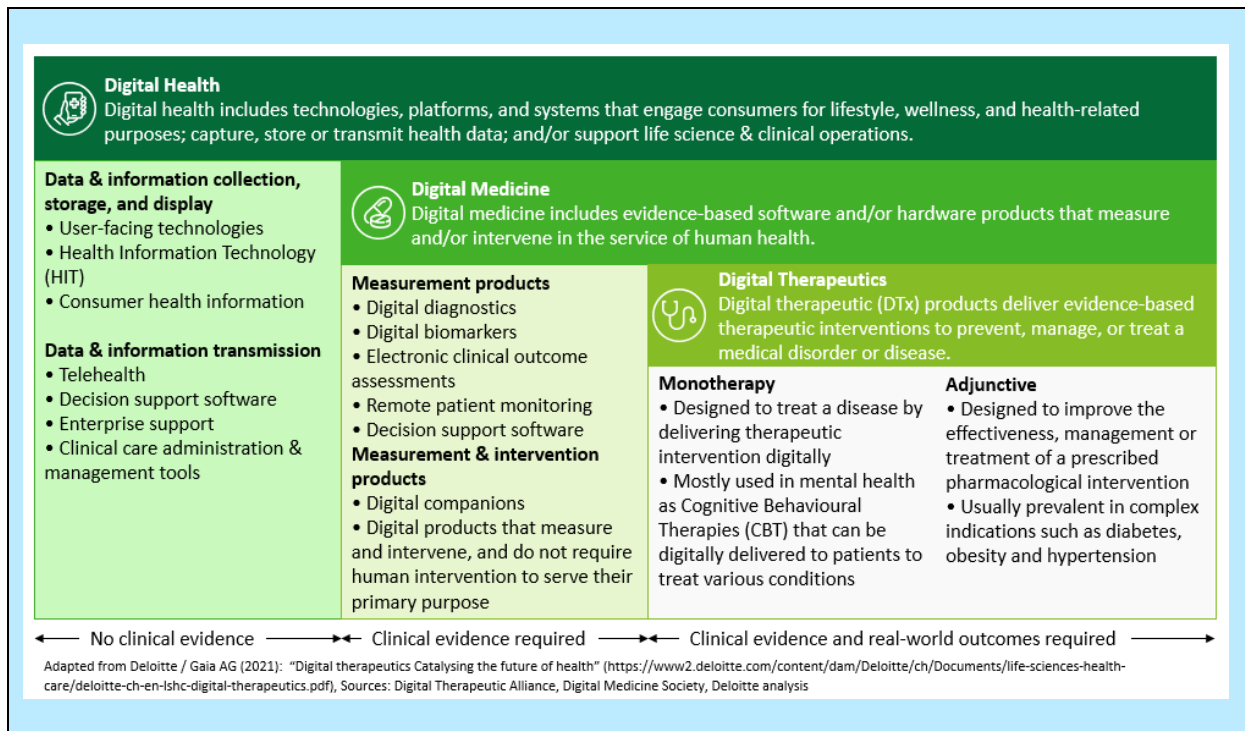 Digital Health
Digital health includes technologies, platforms, and systems that engage consumers for lifestyle, wellness, and health-related
purposes; capture, store or transmit health data; and/or support life science & clinical operations.
Data & information collection,
storage, and display
• User-facing technologies
• Health Information Technology
(HIT)
• Consumer health information
Data & information transmission
• Telehealth
• Decision support software
• Enterprise support
• Clinical care administration &
management tools
Digital Medicine
Digital medicine includes evidence-based software and/or hardware products that measure
and/or intervene in the service of human health.
Measurement products
• Digital diagnostics
• Digital biomarkers
• Electronic clinical outcome
assessments
• Remote patient monitoring
• Decision support software
Measurement & intervention
products
• Digital companions
• Digital products that measure
and intervene, and do not require
human intervention to serve their
primary purpose
Digital Therapeutics
Digital therapeutic (DTx) products deliver evidence-based
therapeutic interventions to prevent, manage, or treat a
medical disorder or disease.
Monotherapy
• Designed to treat a disease by
delivering therapeutic
intervention digitally
• Mostly used in mental health
as Cognitive Behavioural
Therapies (CBT) that can be
digitally delivered to patients to
treat various conditions
Adjunctive
• Designed to improve the
effectiveness, management or
treatment of a prescribed
pharmacological intervention
• Usually prevalent in complex
indications such as diabetes,
obesity and hypertension
No clinical evidence
Clinical evidence required
Clinical evidence and real-world outcomes required
Adapted from Deloitte / Gaia AG (2021): “Digital therapeutics Catalysing the future of health” (https://www2.deloitte.com/content/dam/Deloitte/ch/Documents/life-sciences-health-
care/deloitte-ch-en-lshc-digital-therapeutics.pdf), Sources: Digital Therapeutic Alliance, Digital Medicine Society, Deloitte analysis